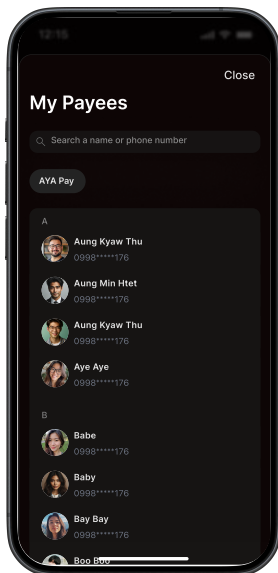 12:15
Close
My Payees
Search a name or phone number
AYA Pay
A
Aung Kyaw Thu
0998*****176
Aung Min Htet
0998*****176
Aung Kyaw Thu
0998*****176
Aye Aye
0998*****176
B
Babe
0998*****176
Baby
0998*****176
Bay Bay
0998*****176
Boo Boo